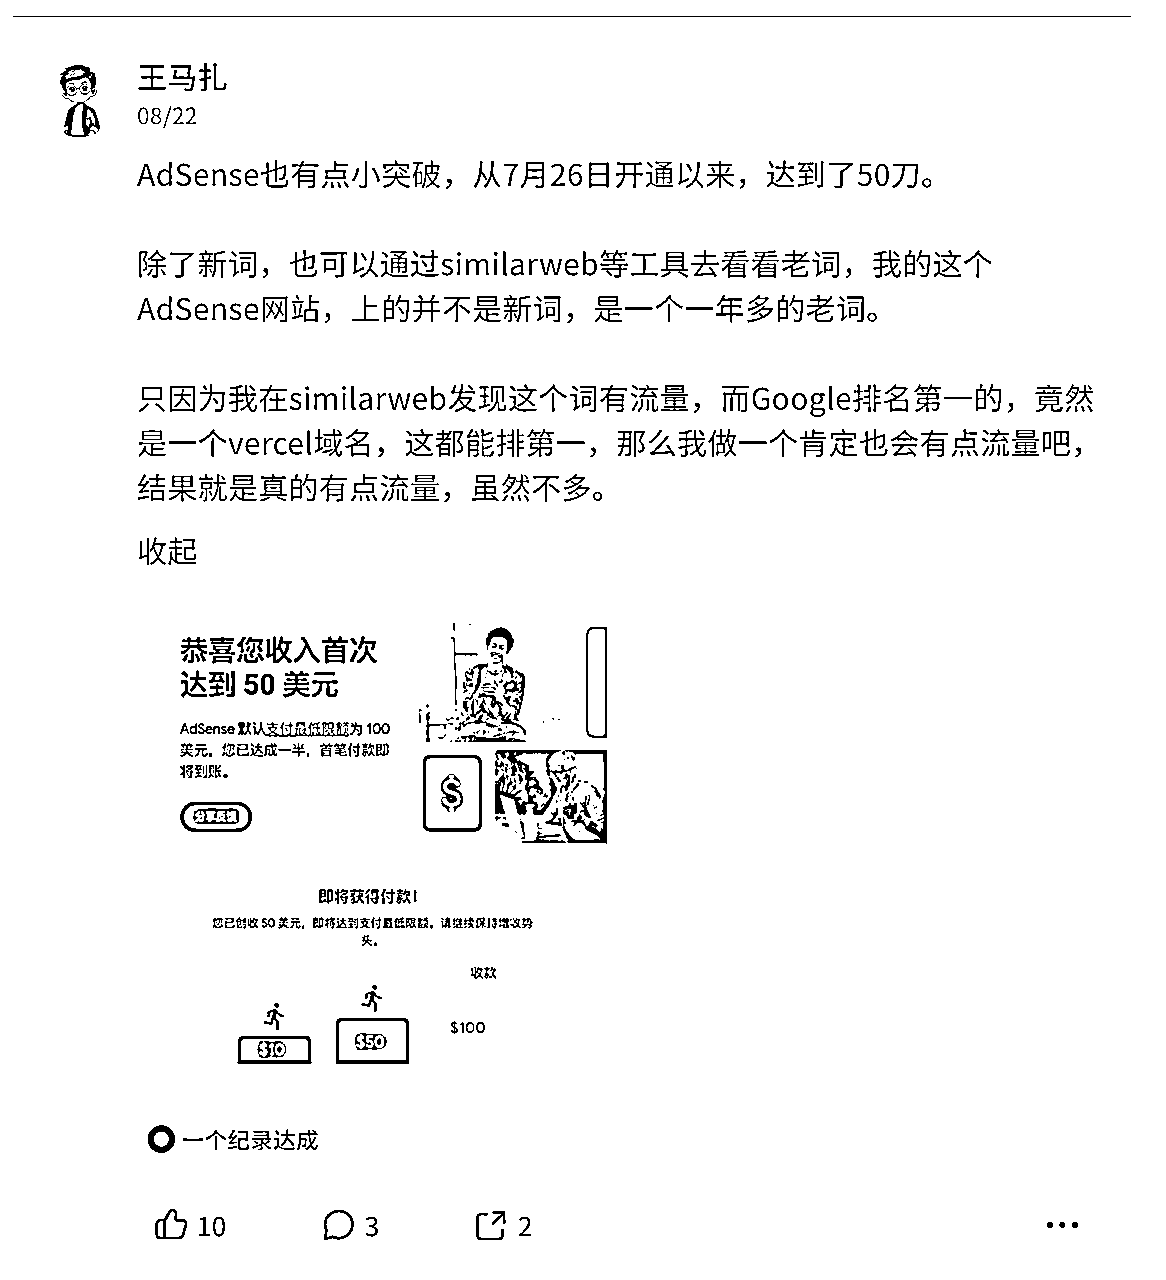 王马扎
08/22
AdSense也有点小突破，从7月26日开通以来，达到了50刀。
除了新词，也可以通过similarweb等工具去看看老词，我的这个
AdSense网站，上的并不是新词，是一个一年多的老词。
只因为我在similarweb发现这个词有流量，而Google排名第一的，竟然
是一个vercel域名，这都能排第一，那么我做一个肯定也会有点流量吧，
结果就是真的有点流量，虽然不多。
收起
恭喜您收入首次
达到 50 美元
AdSense 默认支付最低限额为 100
美元。您已达成一半，首笔付款即
将到账。
即将获得付款！
您已创收 50 美元，即将达到支付最低限额。请继续保持增收势
头。
收款
$100
$10
$50
一个纪录达成
10
3
2